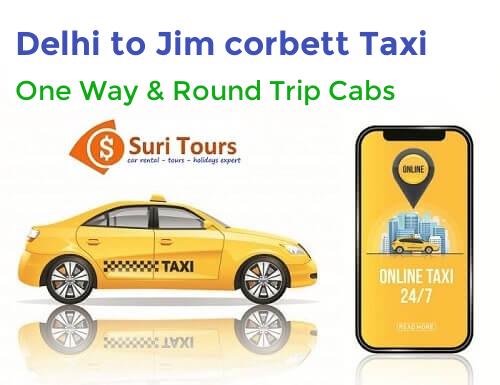 Delhi to Jim corbett Taxi
One Way & Round Trip Cabs
$ Suri Tours
car rental - tours - holidays expert
TAXI
ONLINE
ONLINE TAXI
24/7
READ MORE